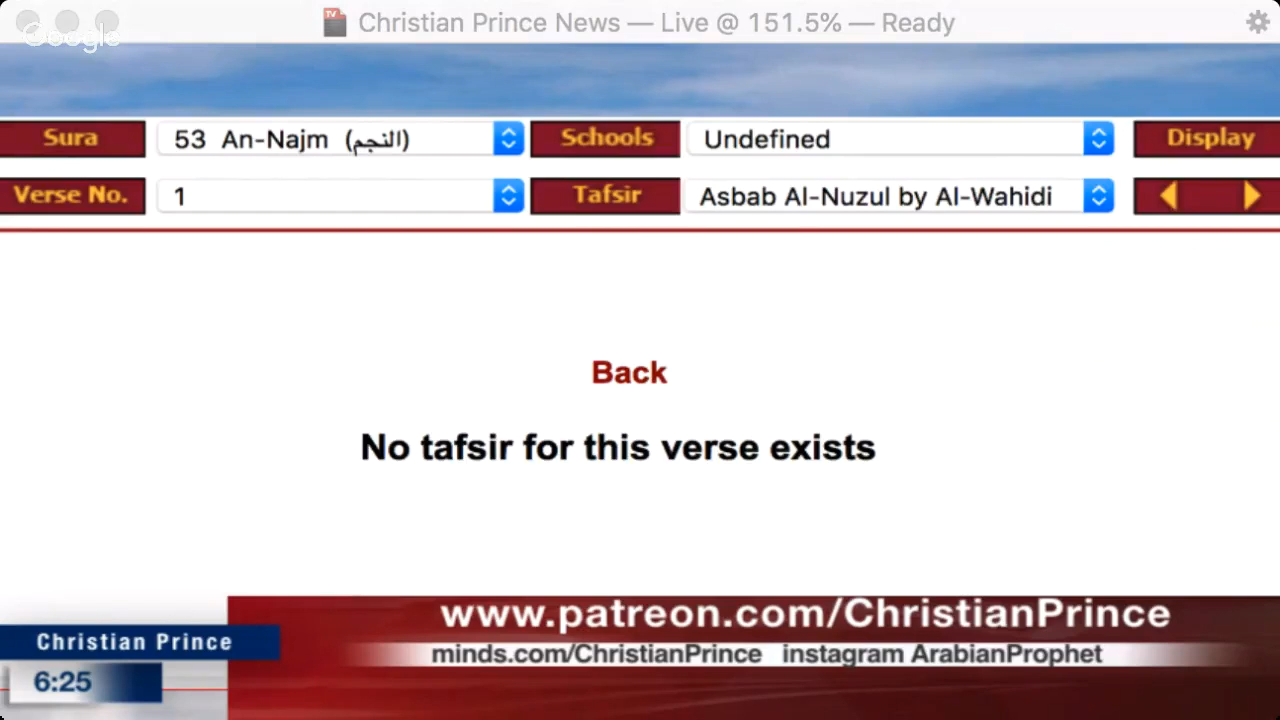 Christian Prince News — Live @ 151.5% — Ready
Google
Sura
53 An-Najm (النجم)
Schools
Undefined
Display
Verse No.
1
Tafsir
Asbab Al-Nuzul by Al-Wahidi
Back
No tafsir for this verse exists
www.patreon.com/ChristianPrince
Christian Prince
minds.com/ChristianPrince instagram ArabianProphet
6:25